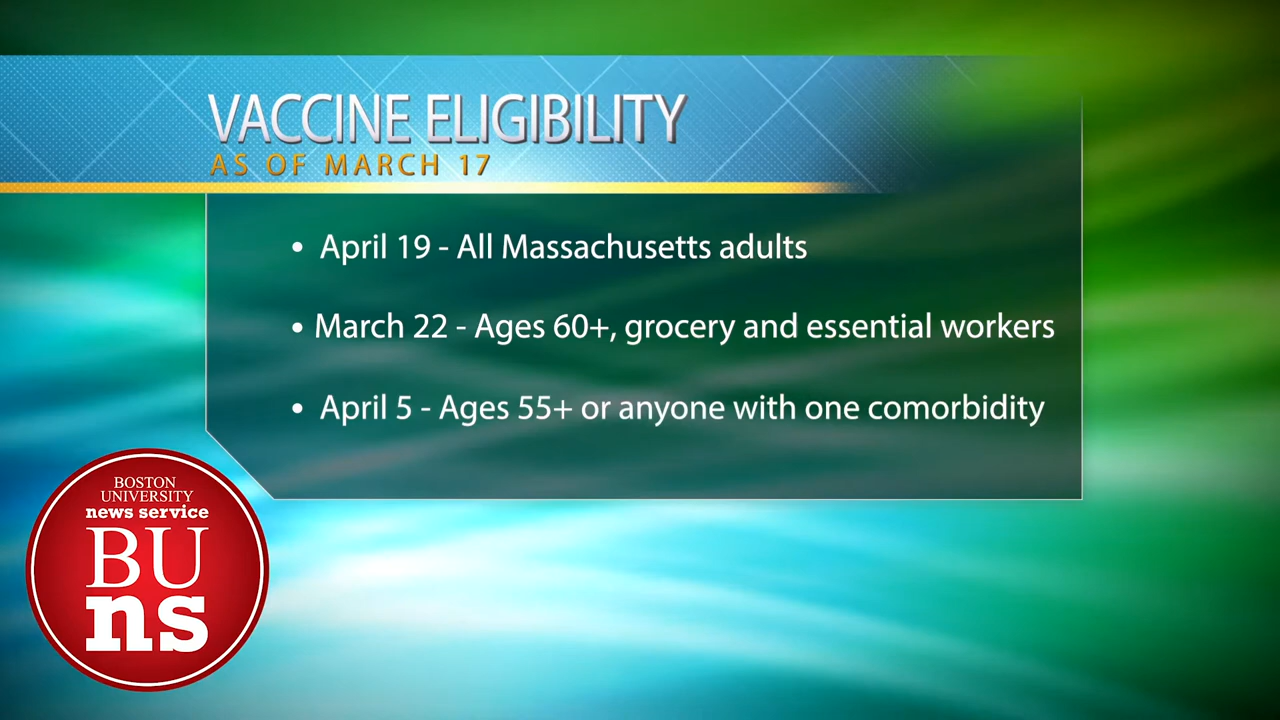 VACCINE ELIGIBILITY
AS OF MARCH 17
• April 19 - All Massachusetts adults
• March 22 - Ages 60+, grocery and essential workers
• April 5 - Ages 55+ or anyone with one comorbidity
BOSTON
UNIVERSITY
news service
BU
ns